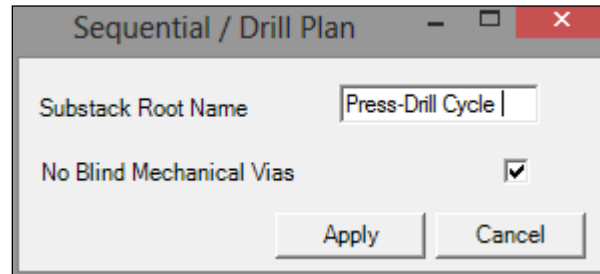 Sequential / Drill Plan
Substack Root Name Press-Drill Cycle
No Blind Mechanical Vias
Apply Cancel